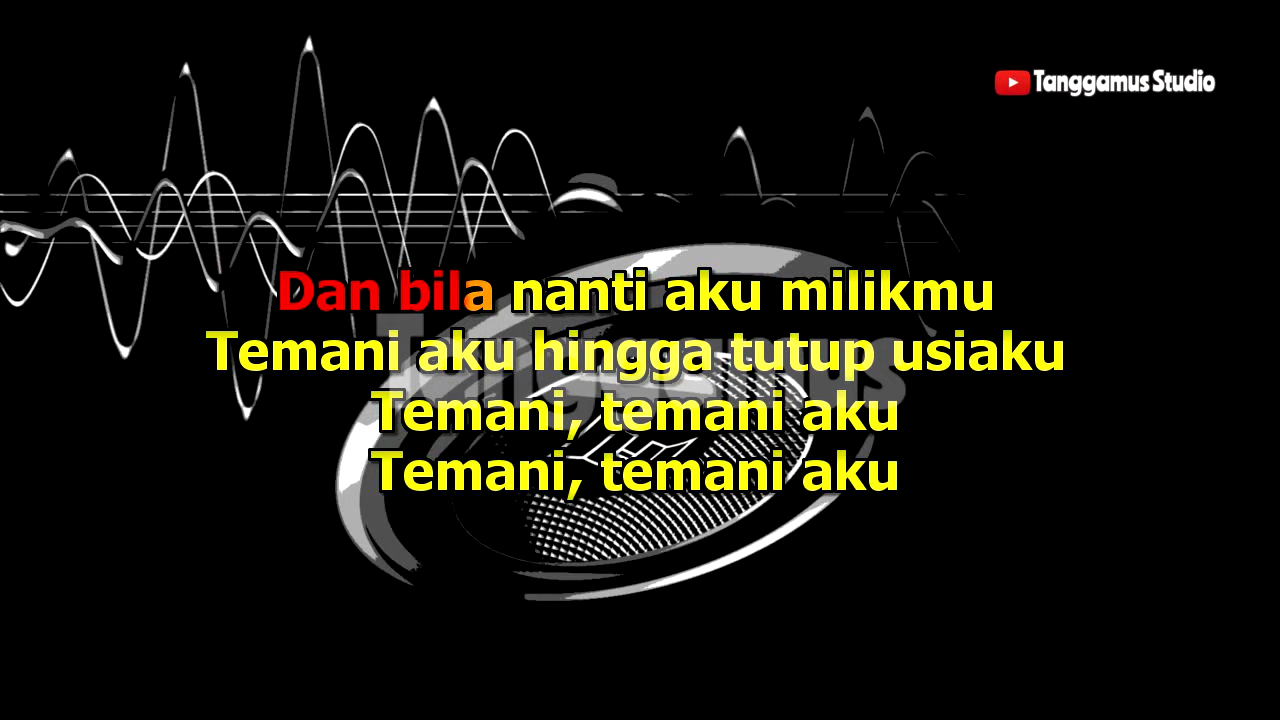 Tanggamus Studio
Dan bila nanti aku milikmu
Temani aku hingga tutup usiaku
Temani, temani aku
Temani, temani aku